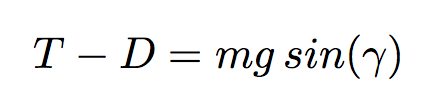 T − D = mg sin(γ)